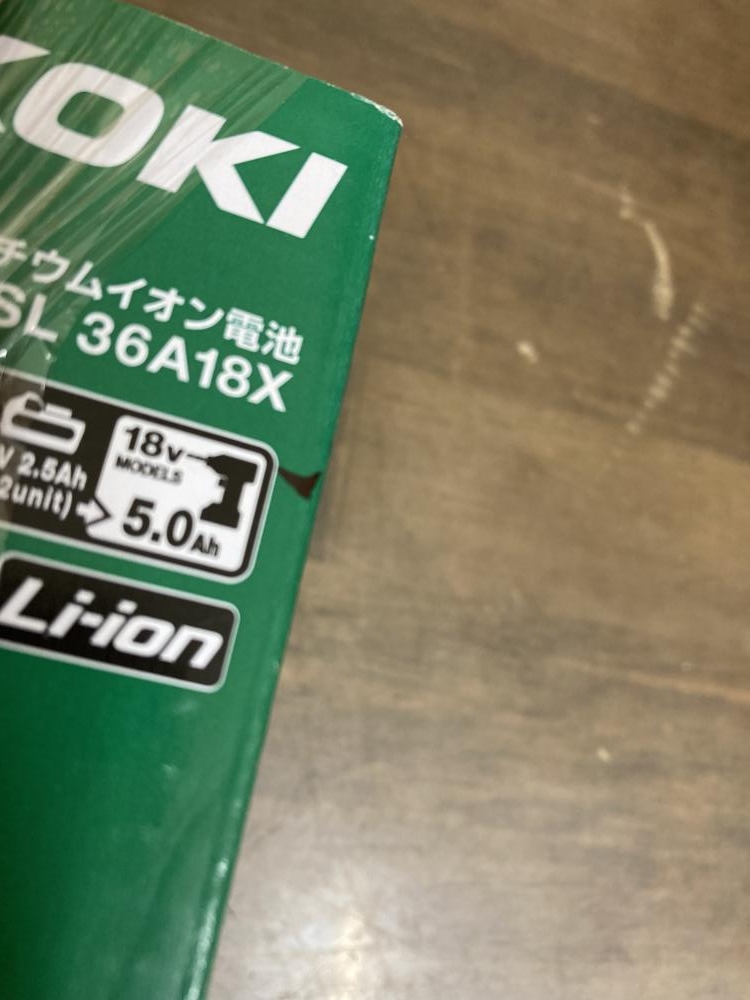 KOKI
チウムイオン電池
SL 36A18X
18V
MODELS
V 2.5Ah
2unit)
5.0Ah
Li-ion